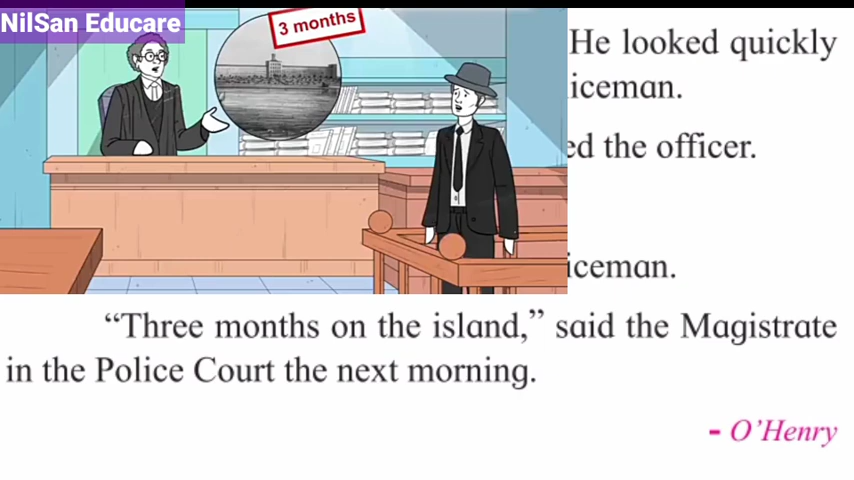 NilSan Educare
3 months
He looked quickly
iceman.
ed the officer.
iceman.
“Three months on the island,” said the Magistrate
in the Police Court the next morning.
- O’Henry